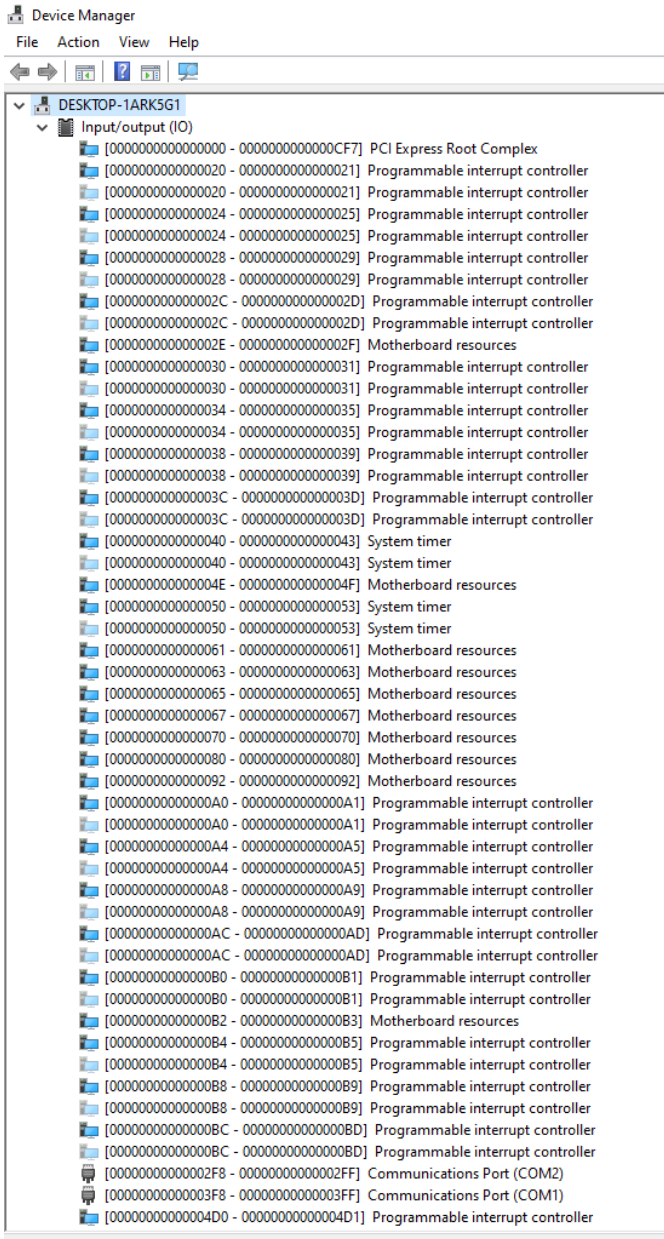 Device Manager
File Action View Help
DESKTOP-1ARK5G1
Input/output (IO)
[0000000000000000 - 0000000000000CF7] PCI Express Root Complex
[0000000000000020 - 0000000000000021] Programmable interrupt controller
[0000000000000020 - 0000000000000021] Programmable interrupt controller
[0000000000000024 - 0000000000000025] Programmable interrupt controller
[0000000000000024 - 0000000000000025] Programmable interrupt controller
[0000000000000028 - 0000000000000029] Programmable interrupt controller
[0000000000000028 - 0000000000000029] Programmable interrupt controller
[000000000000002C - 000000000000002D] Programmable interrupt controller
[000000000000002C - 000000000000002D] Programmable interrupt controller
[000000000000002E - 000000000000002F] Motherboard resources
[0000000000000030 - 0000000000000031] Programmable interrupt controller
[0000000000000030 - 0000000000000031] Programmable interrupt controller
[0000000000000034 - 0000000000000035] Programmable interrupt controller
[0000000000000034 - 0000000000000035] Programmable interrupt controller
[0000000000000038 - 0000000000000039] Programmable interrupt controller
[0000000000000038 - 0000000000000039] Programmable interrupt controller
[000000000000003C - 000000000000003D] Programmable interrupt controller
[000000000000003C - 000000000000003D] Programmable interrupt controller
[0000000000000040 - 0000000000000043] System timer
[0000000000000040 - 0000000000000043] System timer
[000000000000004E - 000000000000004F] Motherboard resources
[0000000000000050 - 0000000000000053] System timer
[0000000000000050 - 0000000000000053] System timer
[0000000000000061 - 0000000000000061] Motherboard resources
[0000000000000063 - 0000000000000063] Motherboard resources
[0000000000000065 - 0000000000000065] Motherboard resources
[0000000000000067 - 0000000000000067] Motherboard resources
[0000000000000070 - 0000000000000070] Motherboard resources
[0000000000000080 - 0000000000000080] Motherboard resources
[0000000000000092 - 0000000000000092] Motherboard resources
[00000000000000A0 - 00000000000000A1] Programmable interrupt controller
[00000000000000A0 - 00000000000000A1] Programmable interrupt controller
[00000000000000A4 - 00000000000000A5] Programmable interrupt controller
[00000000000000A4 - 00000000000000A5] Programmable interrupt controller
[00000000000000A8 - 00000000000000A9] Programmable interrupt controller
[00000000000000A8 - 00000000000000A9] Programmable interrupt controller
[00000000000000AC - 00000000000000AD] Programmable interrupt controller
[00000000000000AC - 00000000000000AD] Programmable interrupt controller
[00000000000000B0 - 00000000000000B1] Programmable interrupt controller
[00000000000000B0 - 00000000000000B1] Programmable interrupt controller
[00000000000000B2 - 00000000000000B3] Motherboard resources
[00000000000000B4 - 00000000000000B5] Programmable interrupt controller
[00000000000000B4 - 00000000000000B5] Programmable interrupt controller
[00000000000000B8 - 00000000000000B9] Programmable interrupt controller
[00000000000000B8 - 00000000000000B9] Programmable interrupt controller
[00000000000000BC - 00000000000000BD] Programmable interrupt controller
[00000000000000BC - 00000000000000BD] Programmable interrupt controller
[00000000000002F8 - 00000000000002FF] Communications Port (COM2)
[00000000000003F8 - 00000000000003FF] Communications Port (COM1)
[00000000000004D0 - 00000000000004D1] Programmable interrupt controller